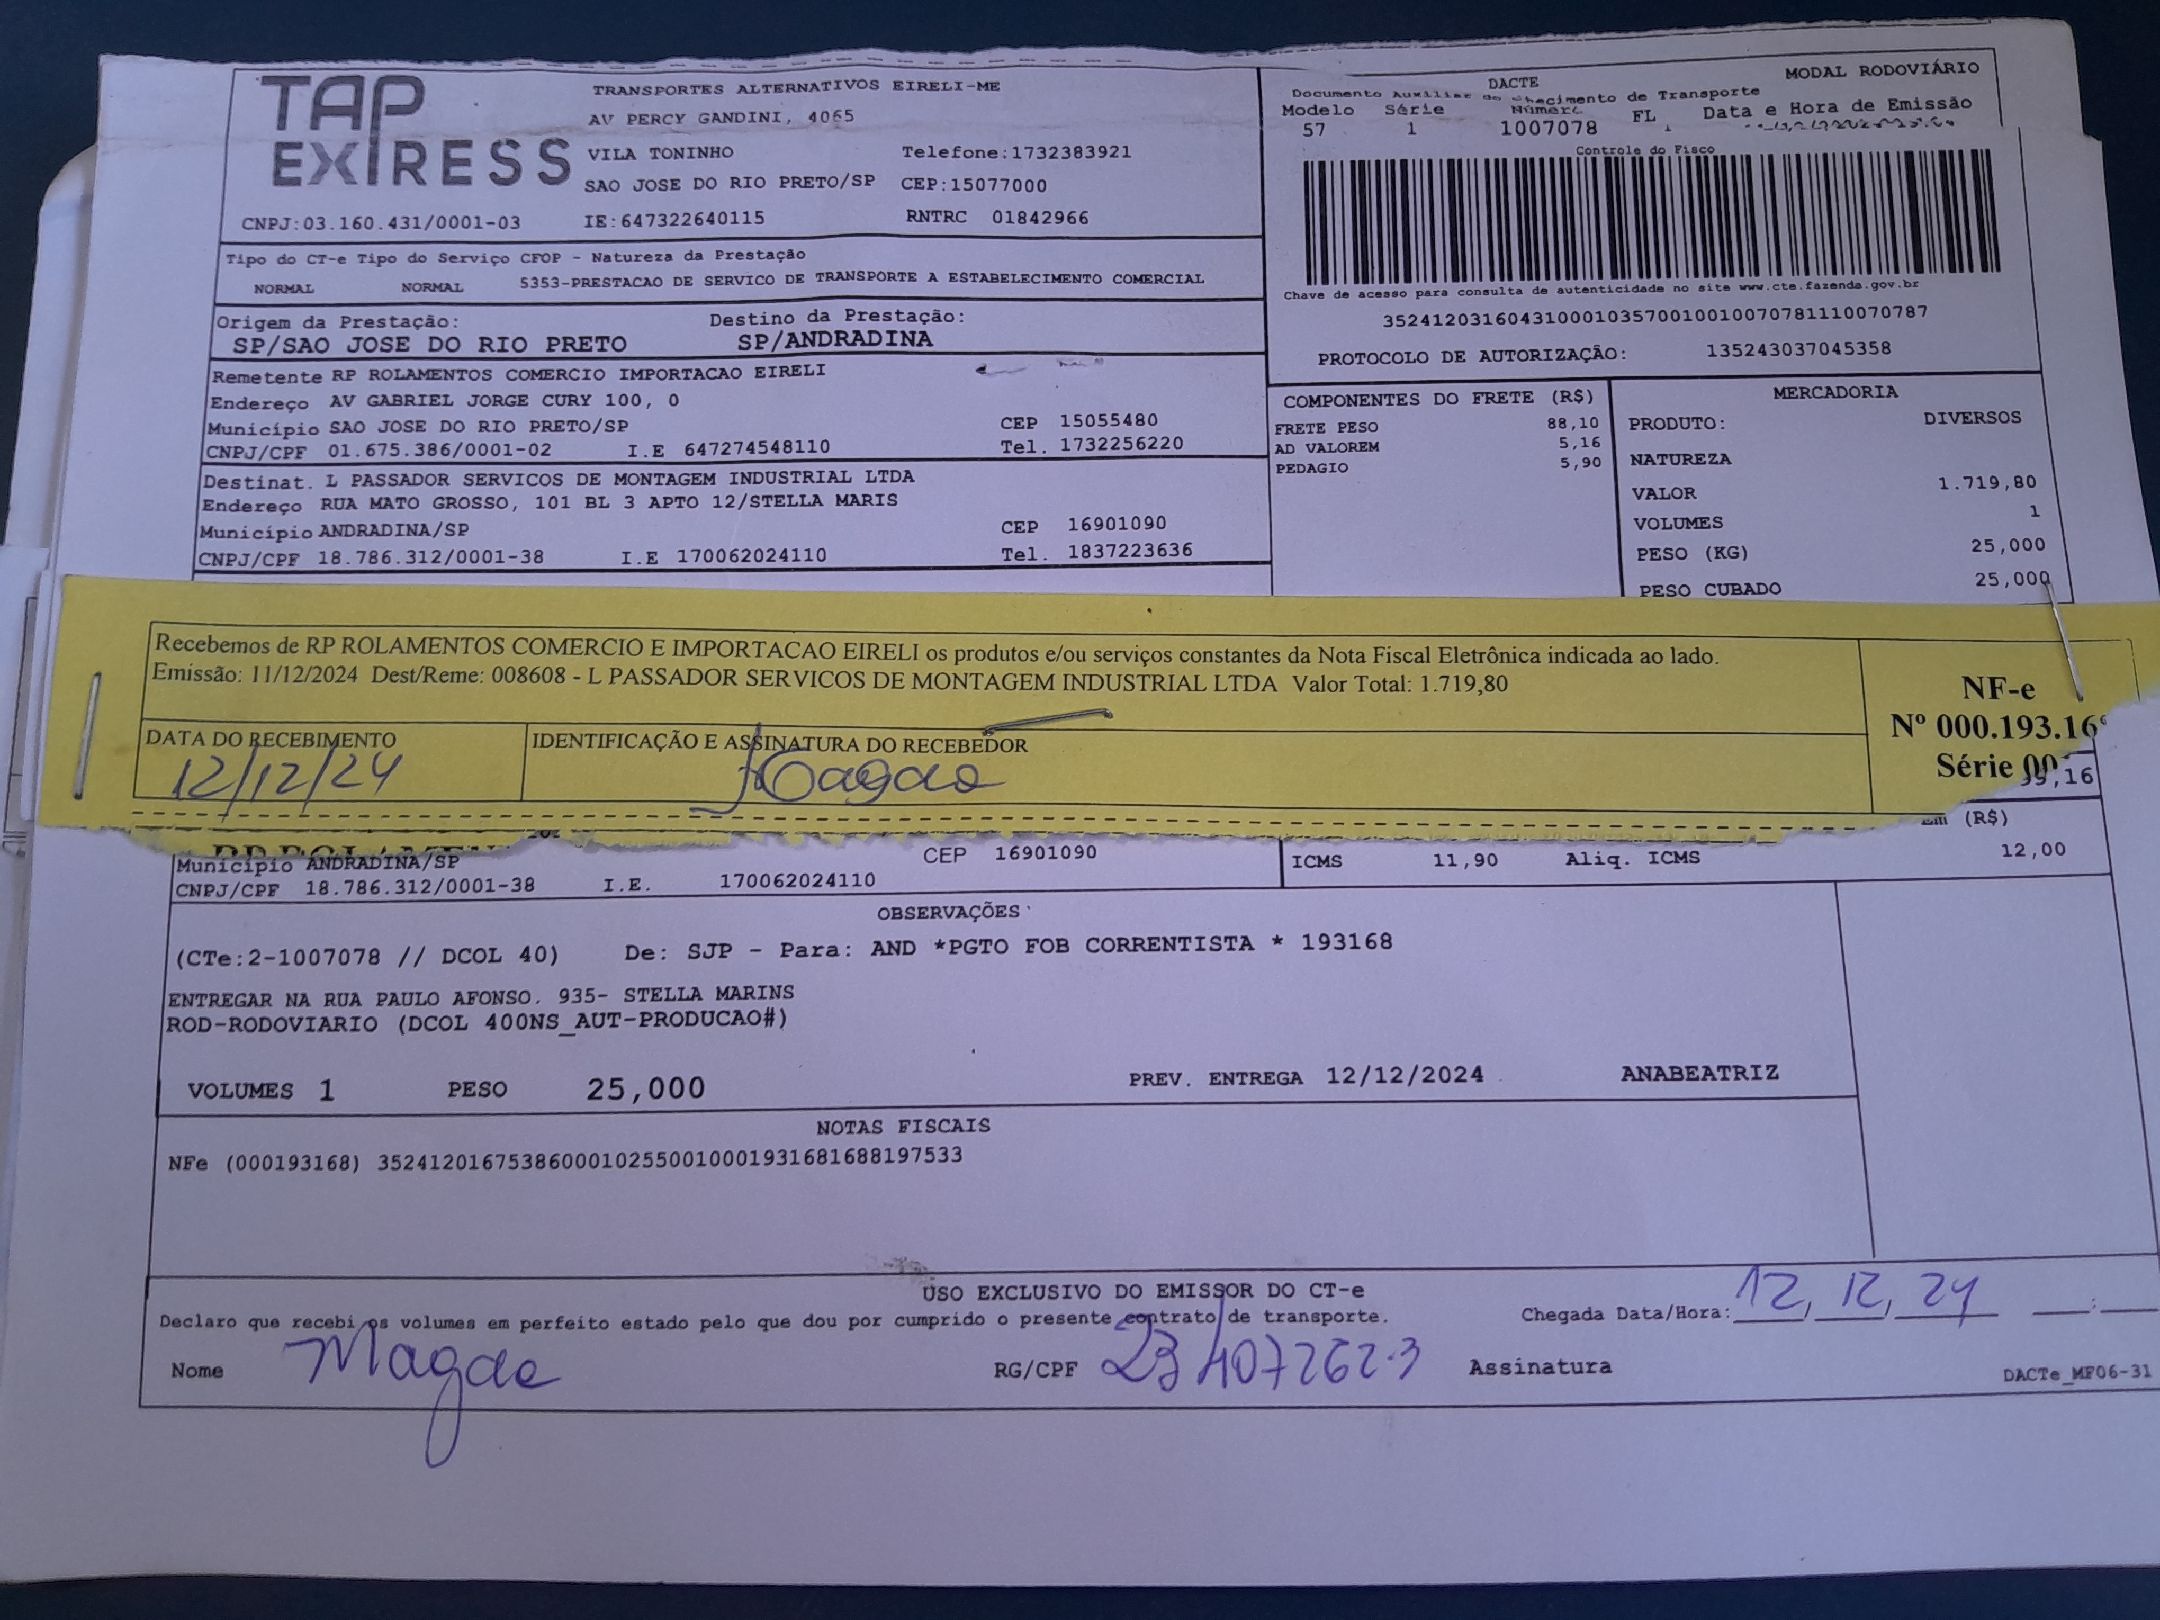 TAP
EXPRESS
TRANSPORTES ALTERNATIVOS EIRELI-ME
AV PERCY GANDINI, 4065
VILA TONINHO Telefone:1732383921
SAO JOSE DO RIO PRETO/SP CEP:15077000
CNPJ:03.160.431/0001-03 IE:647322640115 RNTRC 01842966
DACTE MODAL RODOVIÁRIO
Documento Auxiliar de Conhecimento de Transporte
Modelo Série Número FL Data e Hora de Emissão
57 1 1007078 1
Controle do Fisco
Chave de acesso para consulta de autenticidade no site www.cte.fazenda.gov.br
35241203160431000103570010010070781110070787
PROTOCOLO DE AUTORIZAÇÃO: 135243037045358
Tipo do CT-e Tipo do Serviço CFOP - Natureza da Prestação
NORMAL NORMAL 5353-PRESTACAO DE SERVICO DE TRANSPORTE A ESTABELECIMENTO COMERCIAL
Origem da Prestação: Destino da Prestação:
SP/SAO JOSE DO RIO PRETO SP/ANDRADINA
Remetente RP ROLAMENTOS COMERCIO IMPORTACAO EIRELI
Endereço AV GABRIEL JORGE CURY 100, 0
Município SAO JOSE DO RIO PRETO/SP CEP 15055480
CNPJ/CPF 01.675.386/0001-02 I.E 647274548110 Tel. 1732256220
Destinat. L PASSADOR SERVICOS DE MONTAGEM INDUSTRIAL LTDA
Endereço RUA MATO GROSSO, 101 BL 3 APTO 12/STELLA MARIS
Município ANDRADINA/SP CEP 16901090
CNPJ/CPF 18.786.312/0001-38 I.E 170062024110 Tel. 1837223636
COMPONENTES DO FRETE (R$)
FRETE PESO 88,10
AD VALOREM 5,16
PEDAGIO 5,90
MERCADORIA
PRODUTO: DIVERSOS
NATUREZA
VALOR 1.719,80
VOLUMES 1
PESO (KG) 25,000
PESO CUBADO 25,000
Recebemos de RP ROLAMENTOS COMERCIO E IMPORTACAO EIRELI os produtos e/ou serviços constantes da Nota Fiscal Eletrônica indicada ao lado.
Emissão: 11/12/2024 Dest/Reme: 008608 - L PASSADOR SERVICOS DE MONTAGEM INDUSTRIAL LTDA Valor Total: 1.719,80
DATA DO RECEBIMENTO IDENTIFICAÇÃO E ASSINATURA DO RECEBEDOR
12/12/24 Magda
NF-e
Nº 000.193.16
Série 00
,16
(R$)
Município ANDRADINA/SP CEP 16901090
CNPJ/CPF 18.786.312/0001-38 I.E. 170062024110
ICMS 11,90 Aliq. ICMS 12,00
OBSERVAÇÕES
(CTe:2-1007078 // DCOL 40) De: SJP - Para: AND *PGTO FOB CORRENTISTA * 193168
ENTREGAR NA RUA PAULO AFONSO. 935- STELLA MARINS
ROD-RODOVIARIO (DCOL 400NS_AUT-PRODUCAO#)
VOLUMES 1 PESO 25,000 PREV. ENTREGA 12/12/2024 ANABEATRIZ
NOTAS FISCAIS
NFe (000193168) 35241201675386000102550010001931681688197533
USO EXCLUSIVO DO EMISSOR DO CT-e
Declaro que recebi os volumes em perfeito estado pelo que dou por cumprido o presente contrato de transporte. Chegada Data/Hora: 12, 12, 24 :
Nome Magda RG/CPF 23407262-3 Assinatura
DACTe_MF06-31